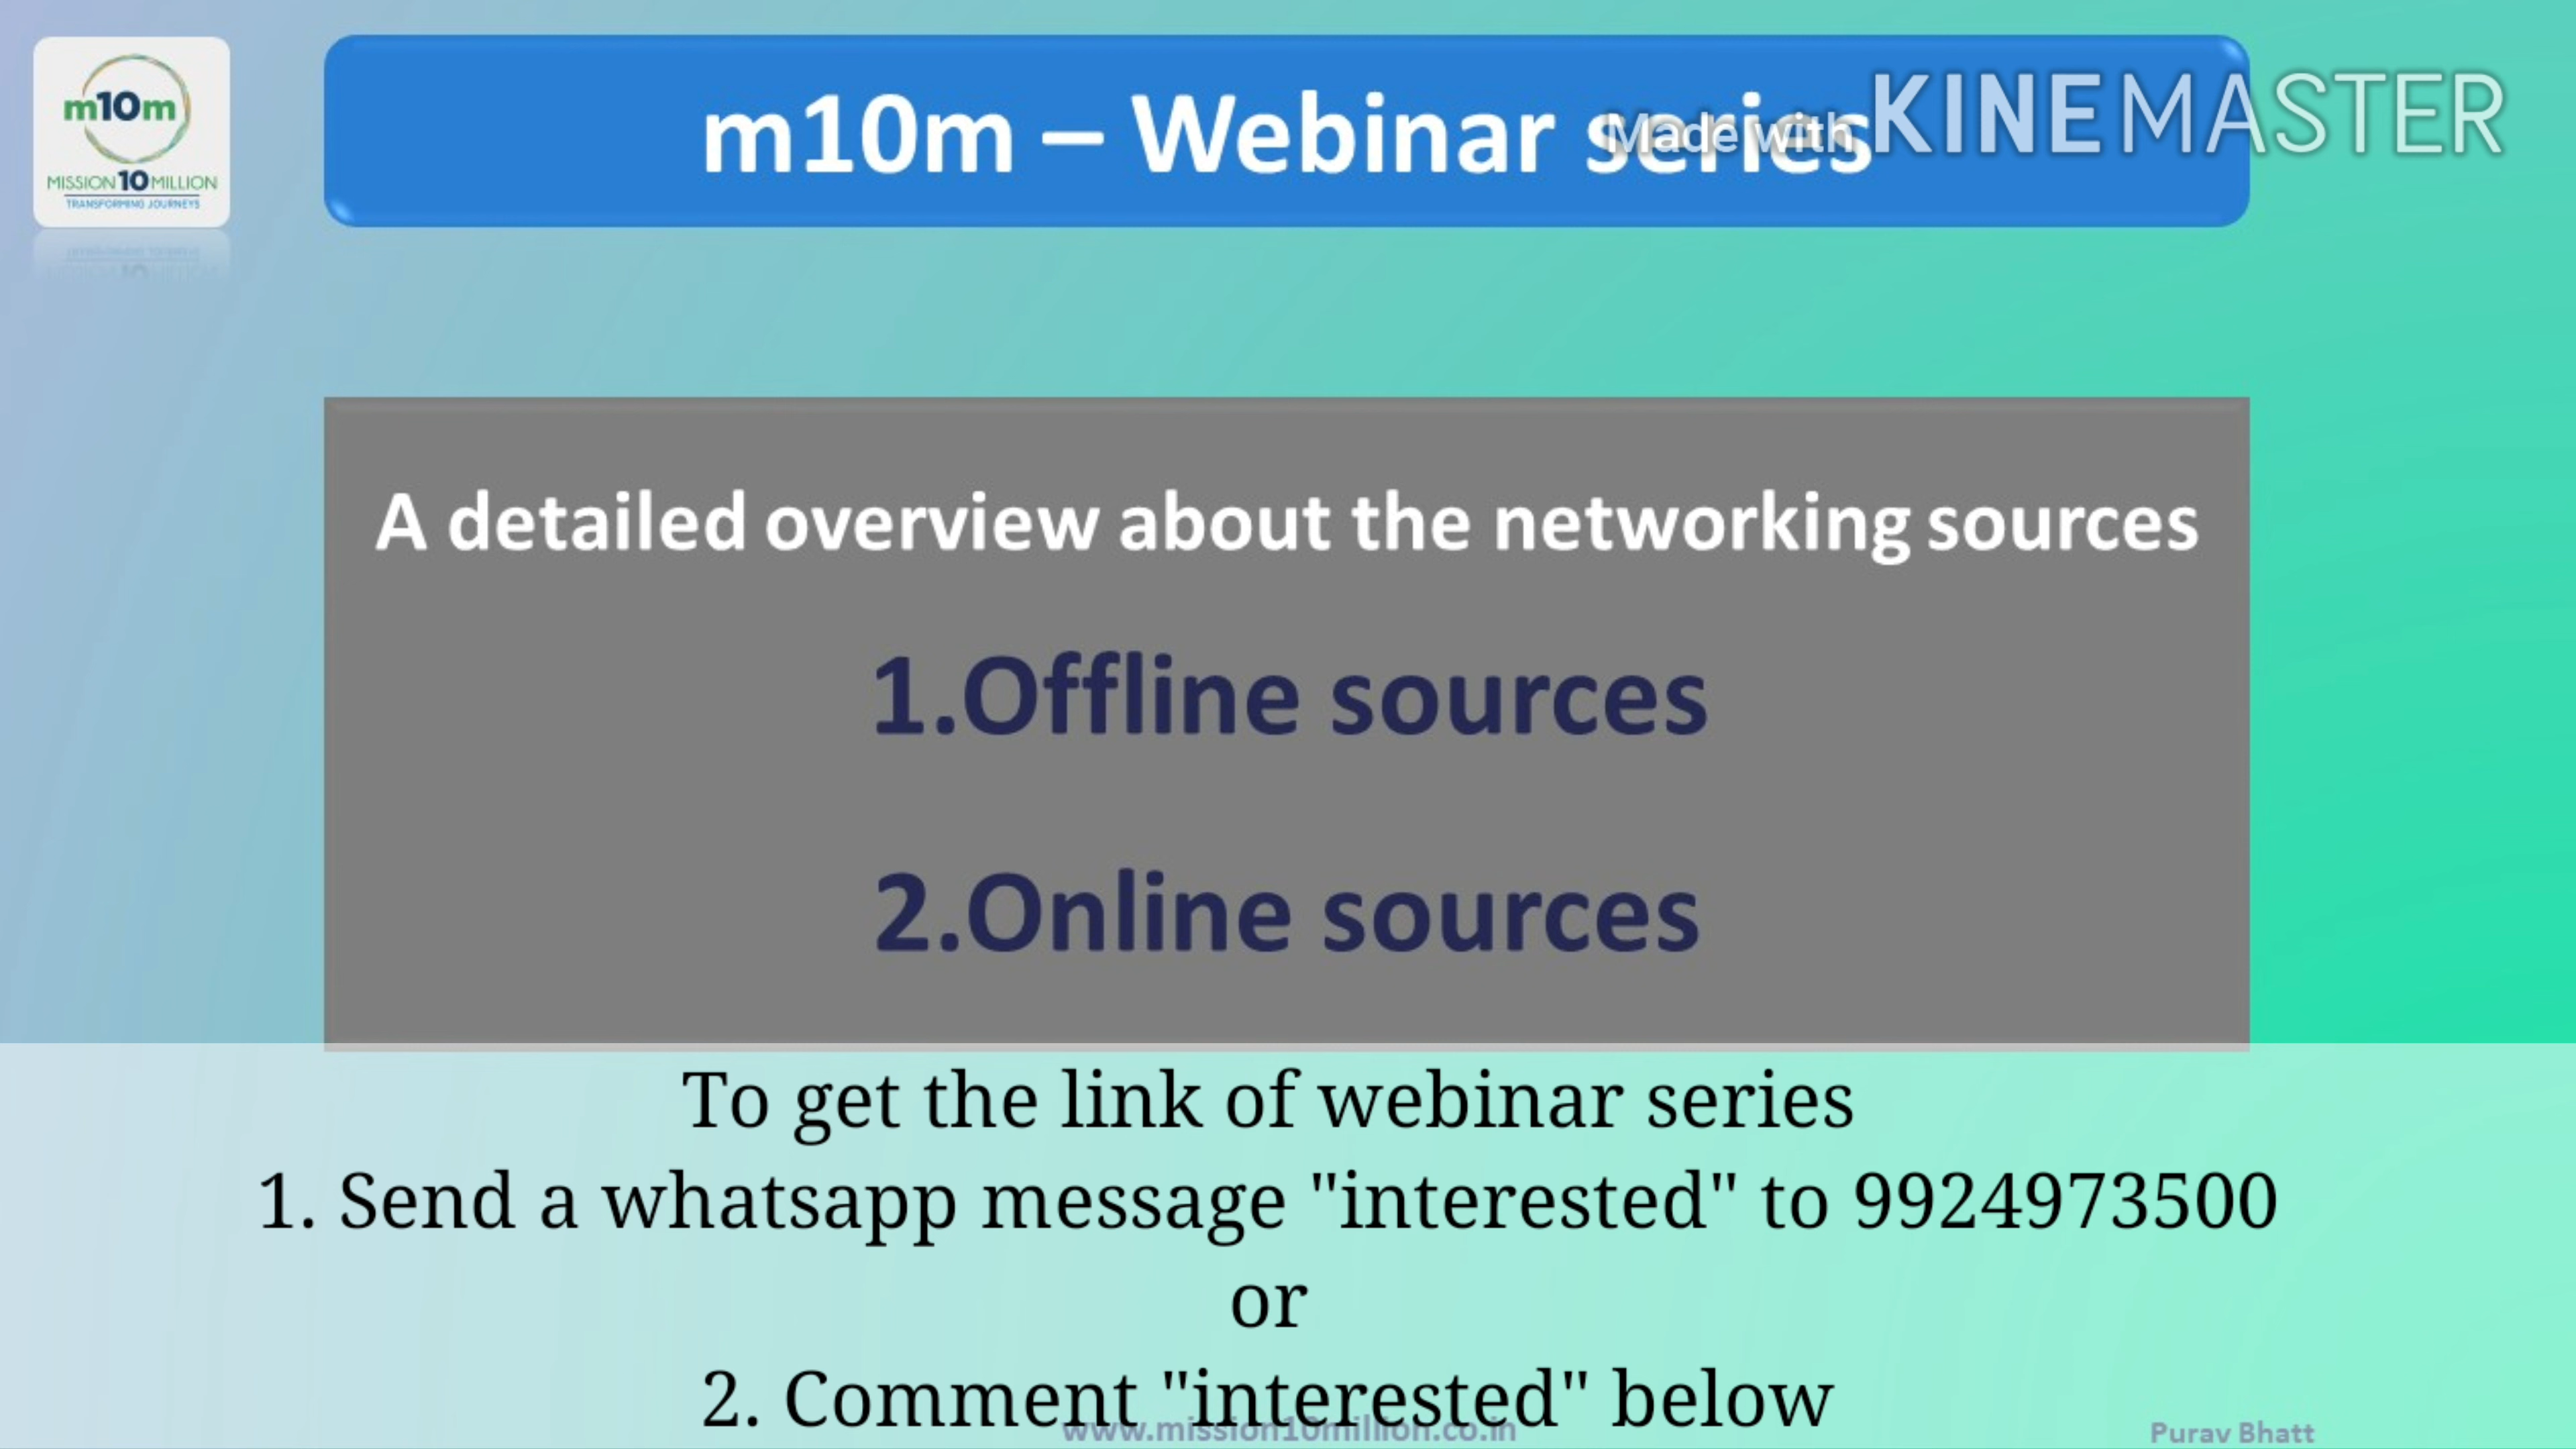 m10m
MISSION 10 MILLION
TRANSFORMING JOURNEYS
m10m – Webinar series
Made with KINEMASTER
A detailed overview about the networking sources
1.Offline sources
2.Online sources
To get the link of webinar series
1. Send a whatsapp message "interested" to 9924973500
or
2. Comment "interested" below
www.mission10million.co.in
Purav Bhatt